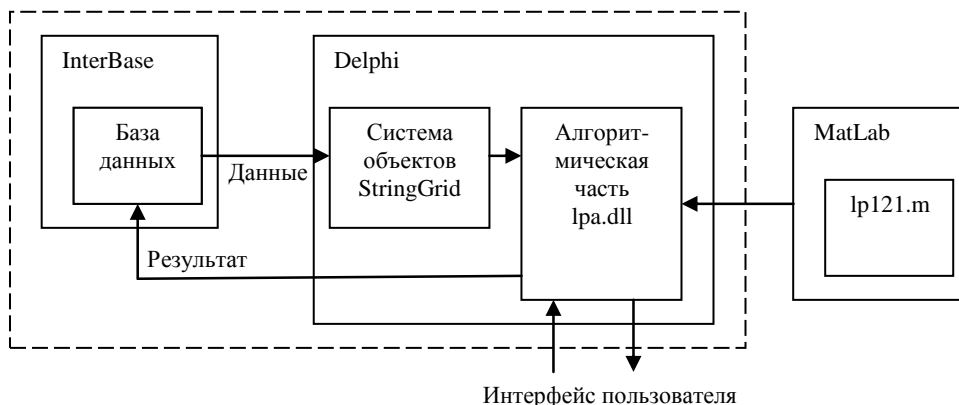 InterBase
База
данных
Данные
Результат
Delphi
Система
объектов
StringGrid
Алгорит-
мическая
часть
lpa.dll
MatLab
lp121.m
Интерфейс пользователя